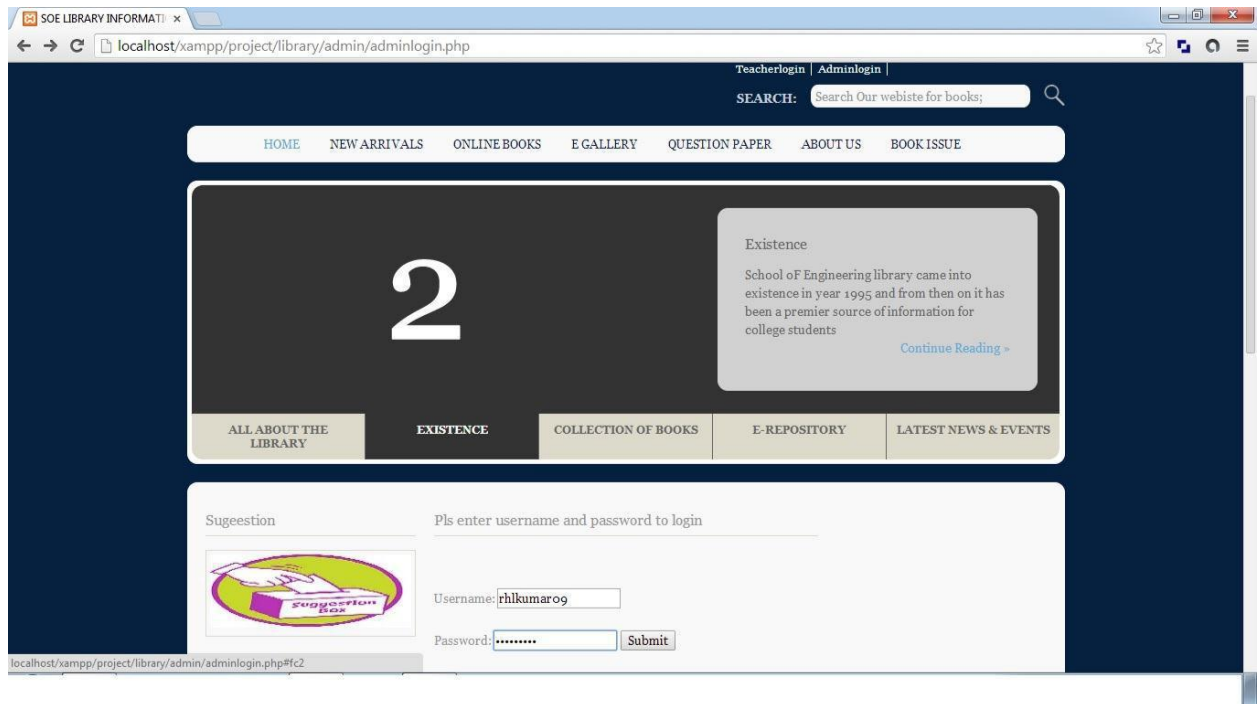 SOE LIBRARY INFORMATI
localhost/xampp/project/library/admin/adminlogin.php
Teacherlogin | Adminlogin |
SEARCH: Search Our webiste for books;
HOME NEW ARRIVALS ONLINE BOOKS E GALLERY QUESTION PAPER ABOUT US BOOK ISSUE
2
Existence
School oF Engineering library came into
existence in year 1995 and from then on it has
been a premier source of information for
college students
Continue Reading »
ALL ABOUT THE
LIBRARY
EXISTENCE
COLLECTION OF BOOKS
E-REPOSITORY
LATEST NEWS & EVENTS
Sugeestion
suggestion
Box
Pls enter username and password to login
Username: rhlkumar09
Password: ••••••••• Submit
localhost/xampp/project/library/admin/adminlogin.php#fc2